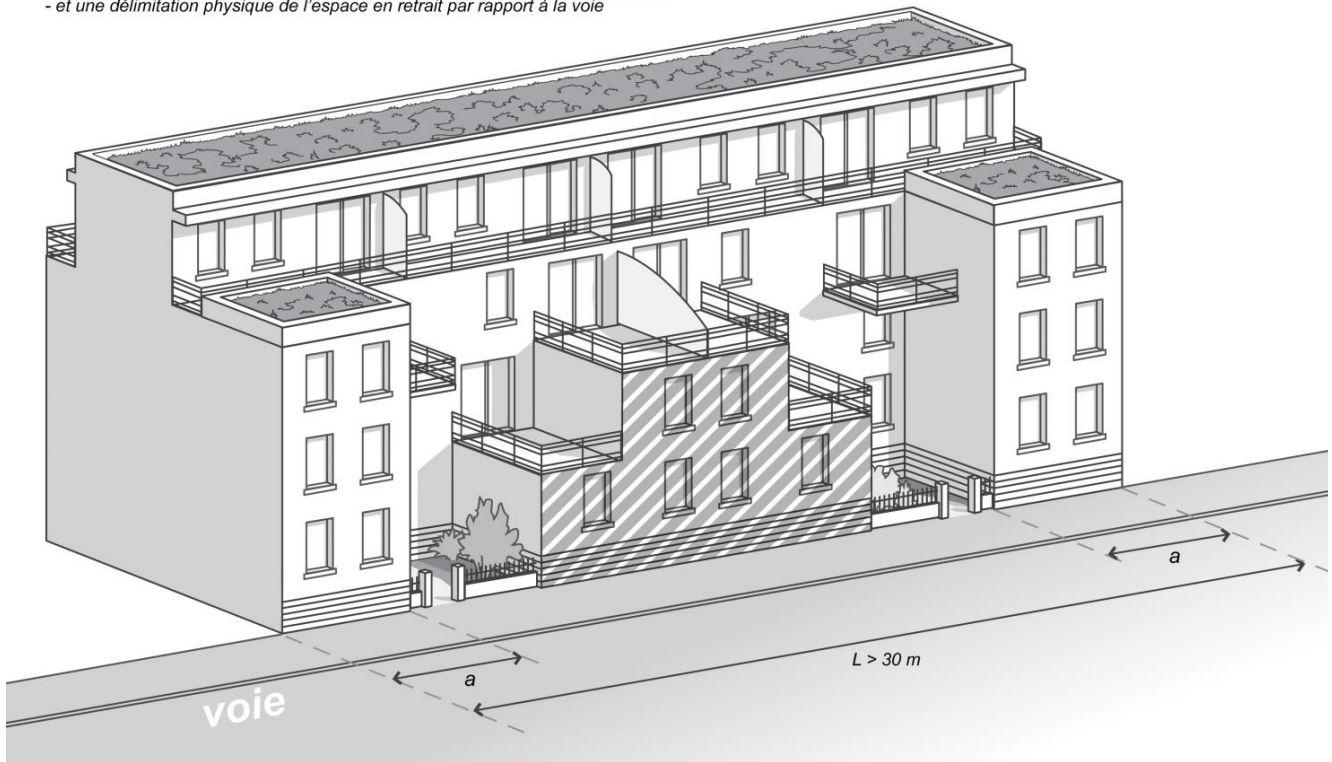 - et une délimitation physique de l'espace en retrait par rapport à la voie
a
L > 30 m
a
voie